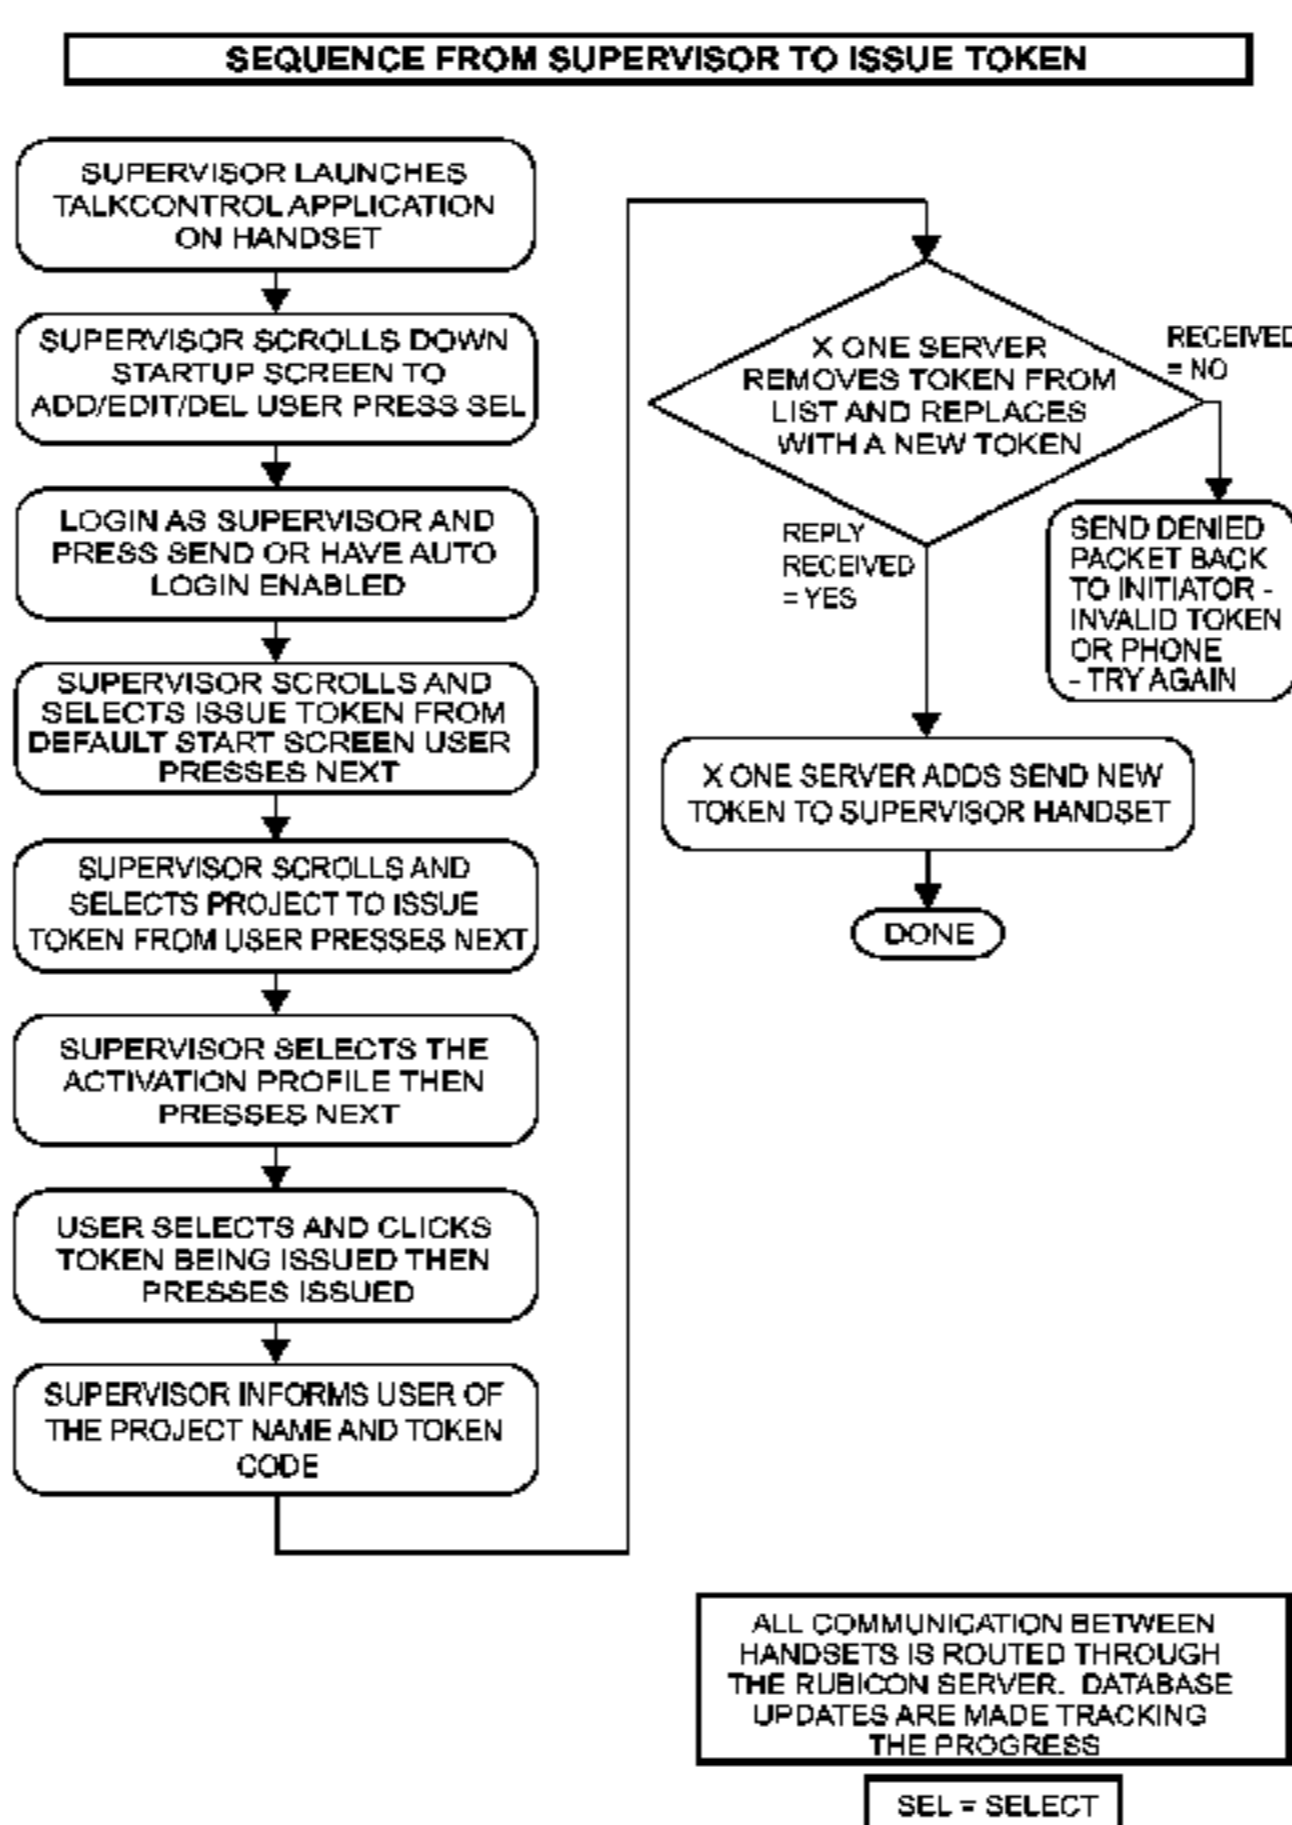 SEQUENCE FROM SUPERVISOR TO ISSUE TOKEN
SUPERVISOR LAUNCHES
TALKCONTROL APPLICATION
ON HANDSET
SUPERVISOR SCROLLS DOWN
STARTUP SCREEN TO
ADD/EDIT/DEL USER PRESS SEL
LOGIN AS SUPERVISOR AND
PRESS SEND OR HAVE AUTO
LOGIN ENABLED
SUPERVISOR SCROLLS AND
SELECTS ISSUE TOKEN FROM
DEFAULT START SCREEN USER
PRESSES NEXT
SUPERVISOR SCROLLS AND
SELECTS PROJECT TO ISSUE
TOKEN FROM USER PRESSES NEXT
SUPERVISOR SELECTS THE
ACTIVATION PROFILE THEN
PRESSES NEXT
USER SELECTS AND CLICKS
TOKEN BEING ISSUED THEN
PRESSES ISSUED
SUPERVISOR INFORMS USER OF
THE PROJECT NAME AND TOKEN
CODE
X ONE SERVER
REMOVES TOKEN FROM
LIST AND REPLACES
WITH A NEW TOKEN
RECEIVED
= NO
SEND DENIED
PACKET BACK
TO INITIATOR -
INVALID TOKEN
OR PHONE
- TRY AGAIN
REPLY
RECEIVED
= YES
X ONE SERVER ADDS SEND NEW
TOKEN TO SUPERVISOR HANDSET
DONE
ALL COMMUNICATION BETWEEN
HANDSETS IS ROUTED THROUGH
THE RUBICON SERVER. DATABASE
UPDATES ARE MADE TRACKING
THE PROGRESS
SEL = SELECT